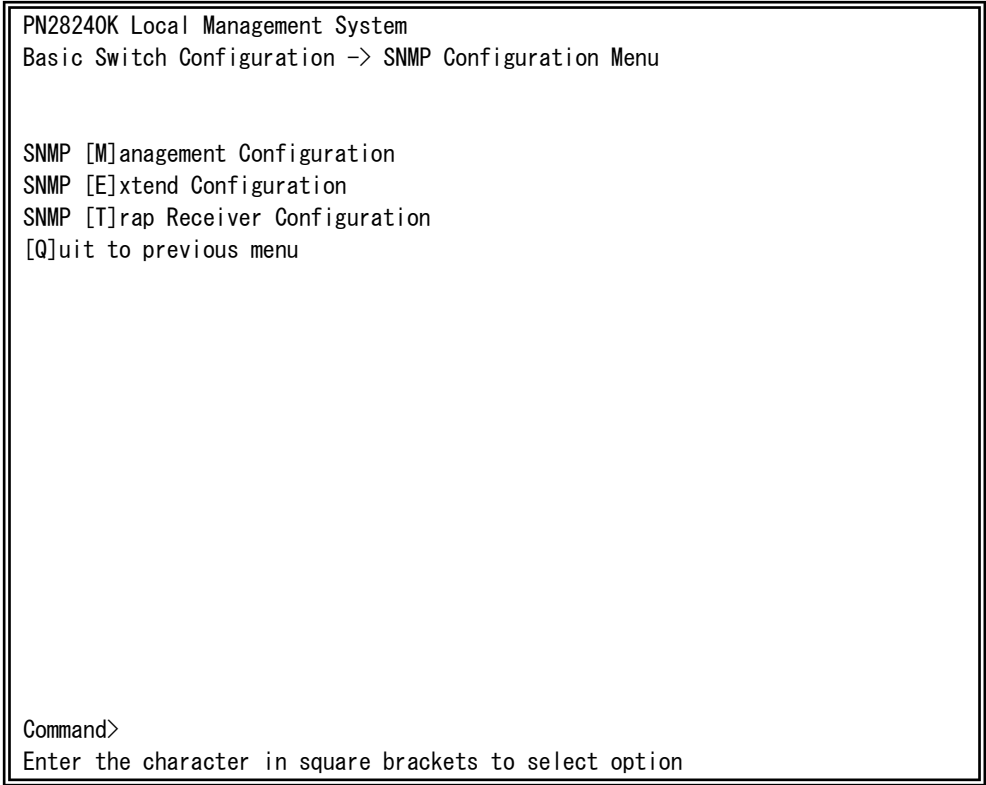 PN28240K Local Management System
Basic Switch Configuration -> SNMP Configuration Menu
SNMP [M]anagement Configuration
SNMP [E]xtend Configuration
SNMP [T]rap Receiver Configuration
[Q]uit to previous menu
Command>
Enter the character in square brackets to select option